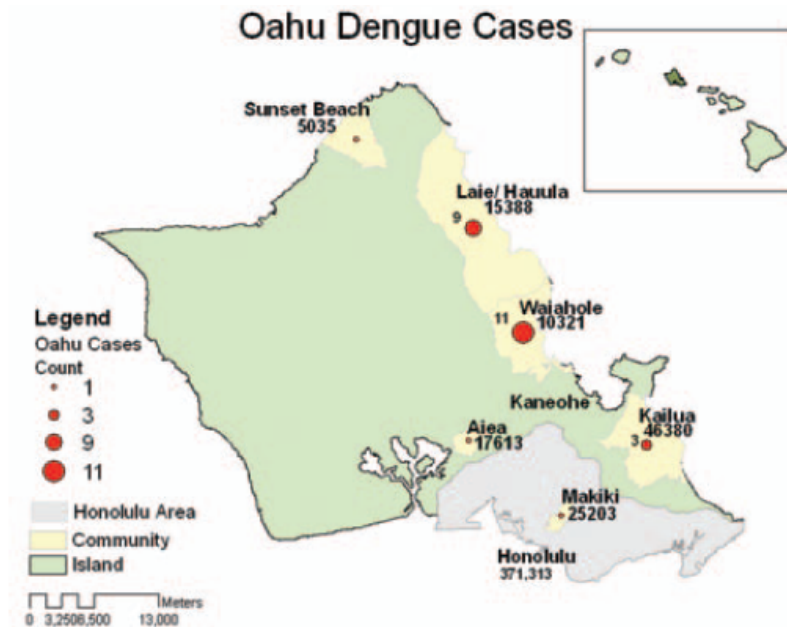 Oahu Dengue Cases
Sunset Beach
5035
Laie/ Hauula
15388
9
Waiahole
10321
11
Legend
Oahu Cases
Count
1
3
9
11
Kaneohe
Kailua
46380
3
Aiea
17613
Honolulu Area
Community
Island
Makiki
25203
Honolulu
371,313
Meters
0 3,2506,500 13,000